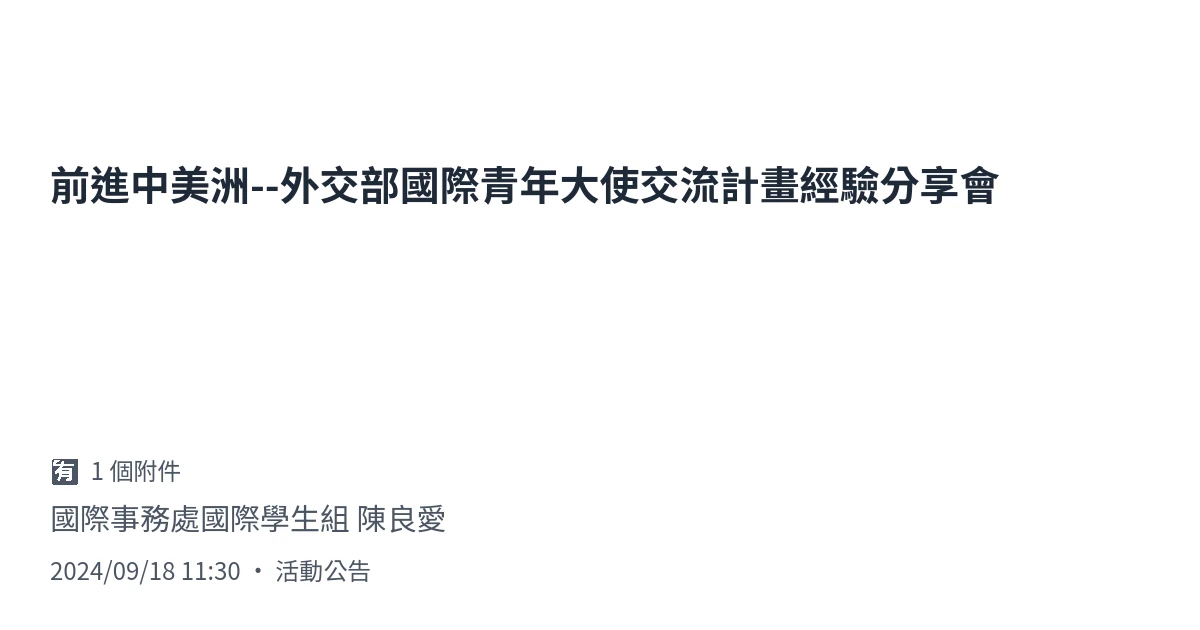 前進中美洲--外交部國際青年大使交流計畫經驗分享會
🈶 1 個附件
國際事務處國際學生組 陳良愛
2024/09/18 11:30 • 活動公告